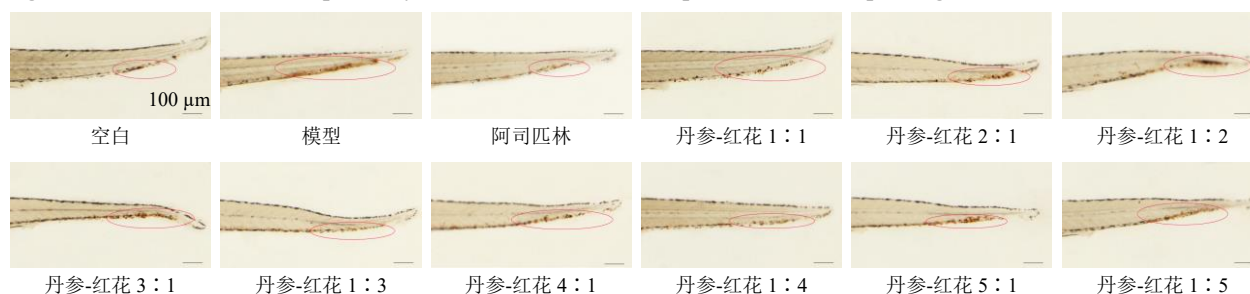 100 μm
空白
模型
阿司匹林
丹参-红花 1∶1
丹参-红花 2∶1
丹参-红花 1∶2
丹参-红花 3∶1
丹参-红花 1∶3
丹参-红花 4∶1
丹参-红花 1∶4
丹参-红花 5∶1
丹参-红花 1∶5